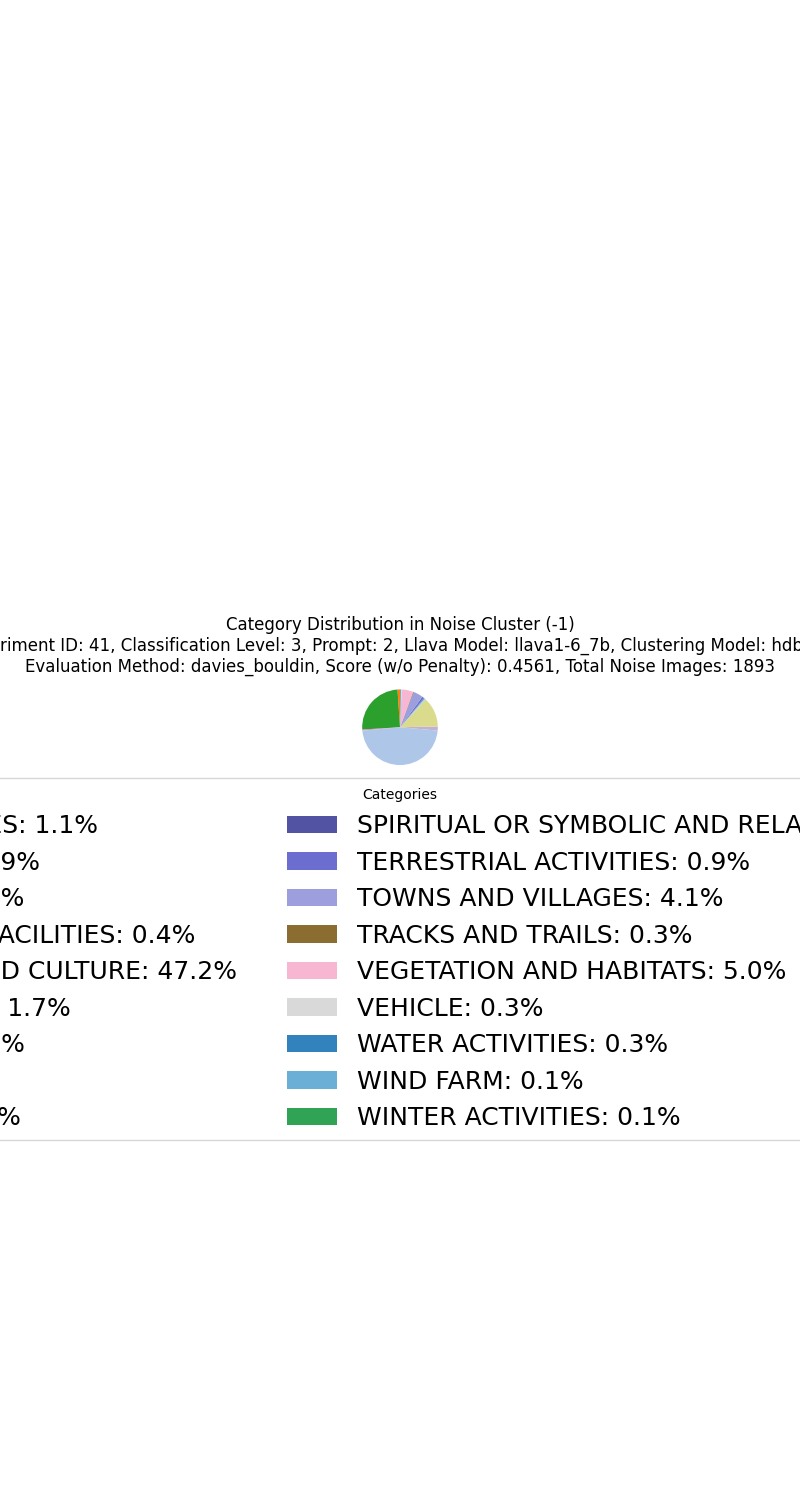 Category Distribution in Noise Cluster (-1)
riment ID: 41, Classification Level: 3, Prompt: 2, Llava Model: llava1-6_7b, Clustering Model: hdb
Evaluation Method: davies_bouldin, Score (w/o Penalty): 0.4561, Total Noise Images: 1893
Categories
ES: 1.1%
9%
%
ACILITIES: 0.4%
D CULTURE: 47.2%
1.7%
%
%
SPIRITUAL OR SYMBOLIC AND RELA
TERRESTRIAL ACTIVITIES: 0.9%
TOWNS AND VILLAGES: 4.1%
TRACKS AND TRAILS: 0.3%
VEGETATION AND HABITATS: 5.0%
VEHICLE: 0.3%
WATER ACTIVITIES: 0.3%
WIND FARM: 0.1%
WINTER ACTIVITIES: 0.1%